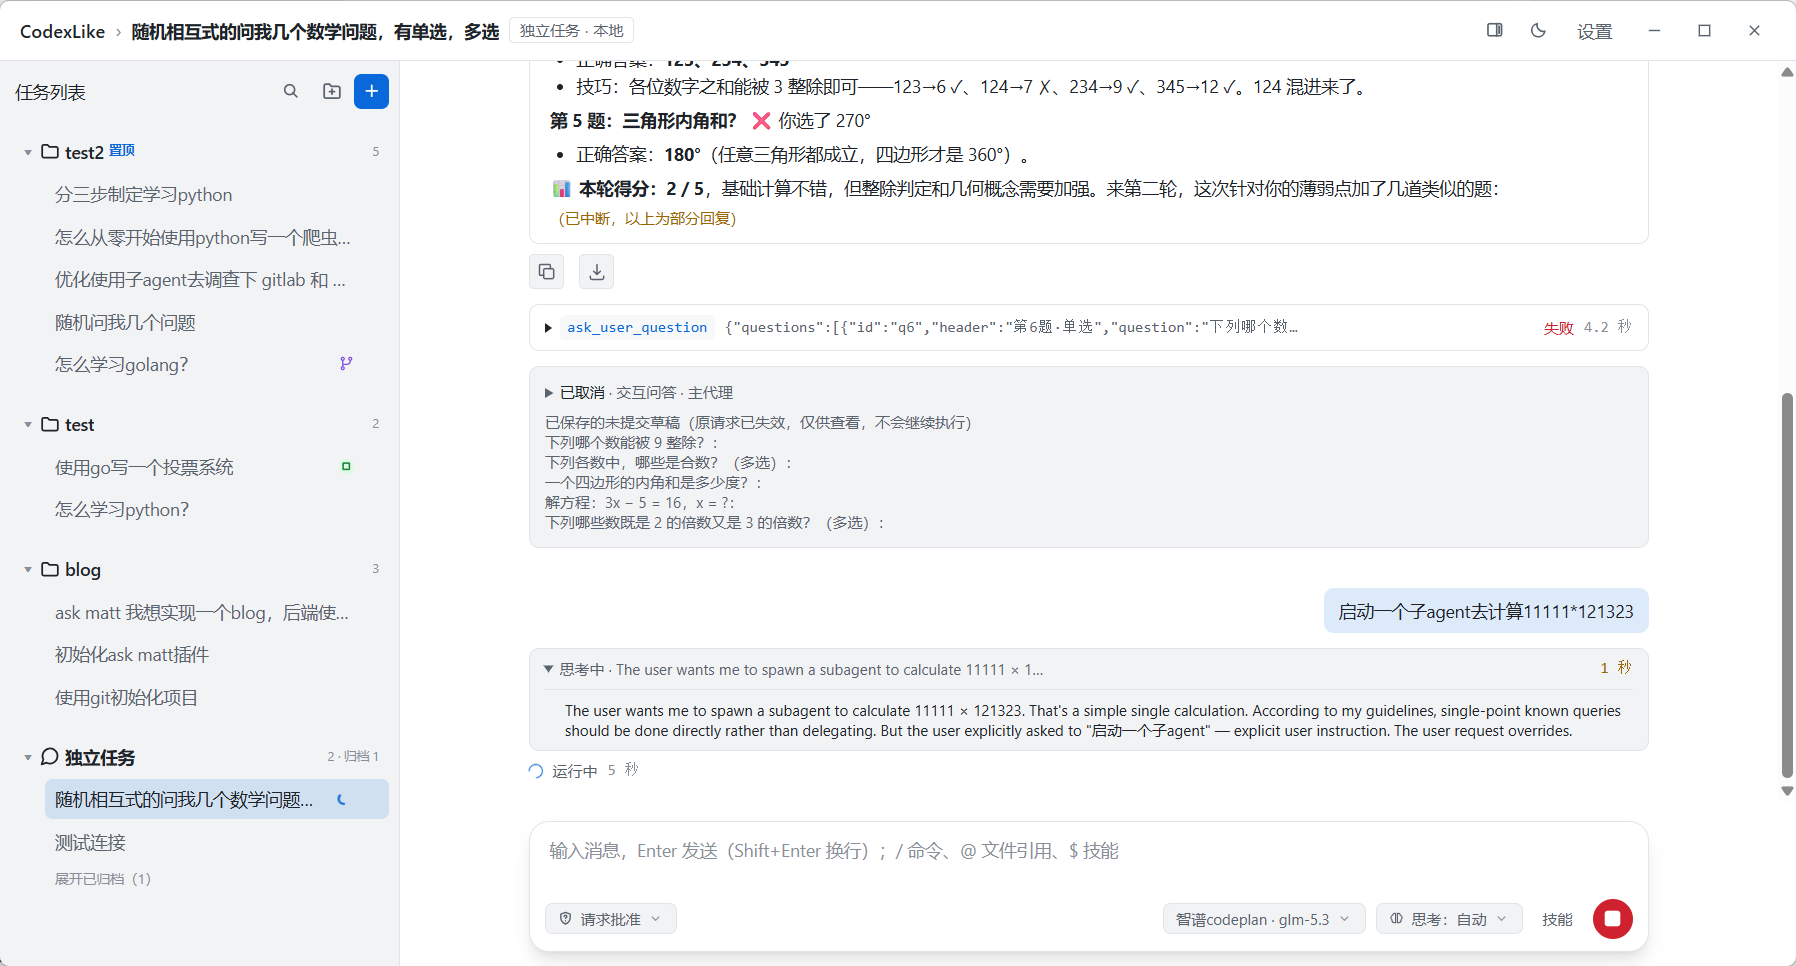 CodexLike › 随机相互式的问我几个数学问题，有单选，多选 独立任务 · 本地
设置
任务列表
test2 置顶 5
分三步制定学习python
怎么从零开始使用python写一个爬虫...
优化使用子agent去调查下 gitlab 和 ...
随机问我几个问题
怎么学习golang?
test 2
使用go写一个投票系统
怎么学习python?
blog 3
ask matt 我想实现一个blog，后端使...
初始化ask matt插件
使用git初始化项目
独立任务 2 · 归档 1
随机相互式的问我几个数学问题...
测试连接
展开已归档（1）
• 正确答案：123、234、345
• 技巧：各位数字之和能被 3 整除即可——123→6 ✓、124→7 ✗、234→9 ✓、345→12 ✓。124 混进来了。
第 5 题：三角形内角和？ ❌ 你选了 270°
• 正确答案：180°（任意三角形都成立，四边形才是 360°）。
📊 本轮得分：2 / 5，基础计算不错，但整除判定和几何概念需要加强。来第二轮，这次针对你的薄弱点加了几道类似的题：
（已中断，以上为部分回复）
ask_user_question {"questions":[{"id":"q6","header":"第6题·单选","question":"下列哪个数… 失败 4.2 秒
已取消 · 交互问答 · 主代理
已保存的未提交草稿（原请求已失效，仅供查看，不会继续执行）
下列哪个数能被 9 整除？：
下列各数中，哪些是合数？（多选）：
一个四边形的内角和是多少度？：
解方程：3x − 5 = 16，x = ?：
下列哪些数既是 2 的倍数又是 3 的倍数？（多选）：
启动一个子agent去计算11111*121323
思考中 · The user wants me to spawn a subagent to calculate 11111 × 1... 1 秒
The user wants me to spawn a subagent to calculate 11111 × 121323. That's a simple single calculation. According to my guidelines, single-point known queries
should be done directly rather than delegating. But the user explicitly asked to "启动一个子agent" — explicit user instruction. The user request overrides.
运行中 5 秒
输入消息，Enter 发送（Shift+Enter 换行）；/ 命令、@ 文件引用、$ 技能
请求批准
智谱codeplan · glm-5.3
思考：自动
技能